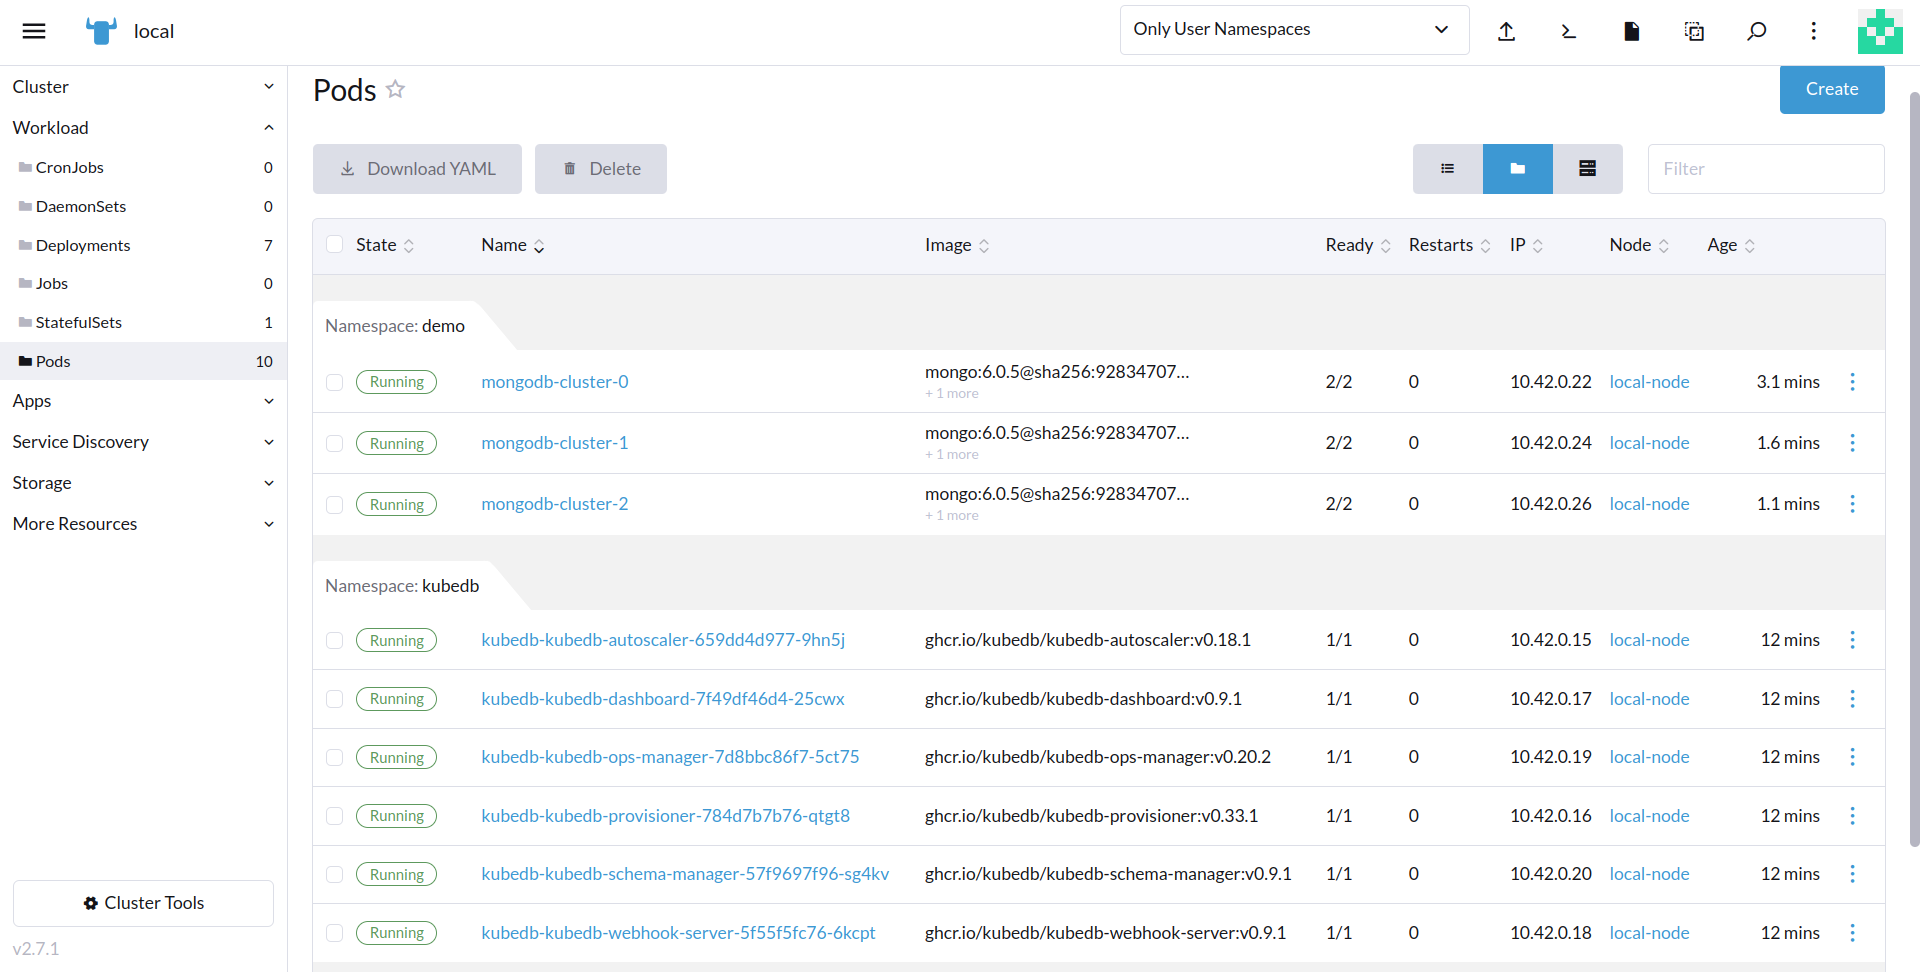 local
Only User Namespaces
Cluster
Workload
CronJobs 0
DaemonSets 0
Deployments 7
Jobs 0
StatefulSets 1
Pods 10
Apps
Service Discovery
Storage
More Resources
Cluster Tools
v2.7.1
Pods
Create
Download YAML Delete
Filter
State Name Image Ready Restarts IP Node Age
Namespace: demo
Running mongodb-cluster-0 mongo:6.0.5@sha256:92834707... 2/2 0 10.42.0.22 local-node 3.1 mins
+ 1 more
Running mongodb-cluster-1 mongo:6.0.5@sha256:92834707... 2/2 0 10.42.0.24 local-node 1.6 mins
+ 1 more
Running mongodb-cluster-2 mongo:6.0.5@sha256:92834707... 2/2 0 10.42.0.26 local-node 1.1 mins
+ 1 more
Namespace: kubedb
Running kubedb-kubedb-autoscaler-659dd4d977-9hn5j ghcr.io/kubedb/kubedb-autoscaler:v0.18.1 1/1 0 10.42.0.15 local-node 12 mins
Running kubedb-kubedb-dashboard-7f49df46d4-25cwx ghcr.io/kubedb/kubedb-dashboard:v0.9.1 1/1 0 10.42.0.17 local-node 12 mins
Running kubedb-kubedb-ops-manager-7d8bbc86f7-5ct75 ghcr.io/kubedb/kubedb-ops-manager:v0.20.2 1/1 0 10.42.0.19 local-node 12 mins
Running kubedb-kubedb-provisioner-784d7b7b76-qtgt8 ghcr.io/kubedb/kubedb-provisioner:v0.33.1 1/1 0 10.42.0.16 local-node 12 mins
Running kubedb-kubedb-schema-manager-57f9697f96-sg4kv ghcr.io/kubedb/kubedb-schema-manager:v0.9.1 1/1 0 10.42.0.20 local-node 12 mins
Running kubedb-kubedb-webhook-server-5f55f5fc76-6kcpt ghcr.io/kubedb/kubedb-webhook-server:v0.9.1 1/1 0 10.42.0.18 local-node 12 mins